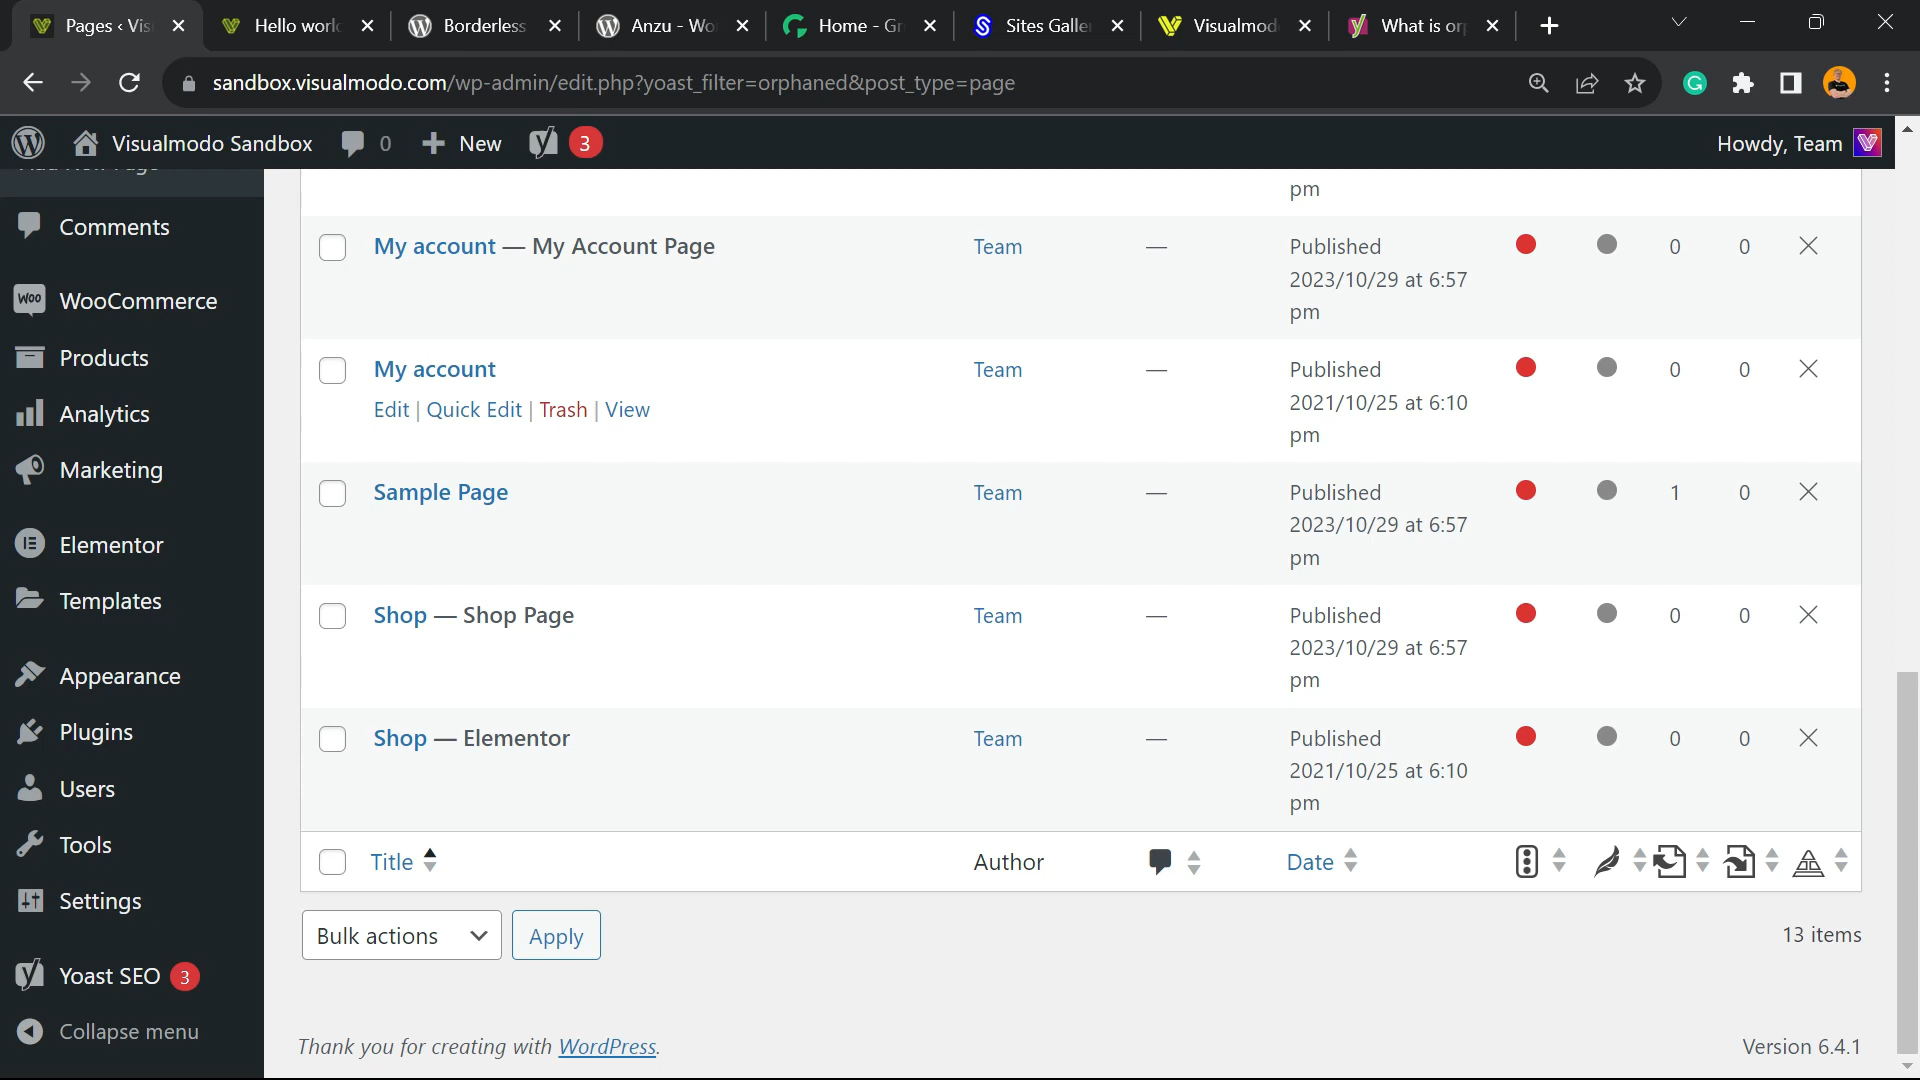 Pages ‹ Vis
Hello worl
Borderless
Anzu - Wo
Home - Gr
Sites Galle
Visualmod
What is or
sandbox.visualmodo.com/wp-admin/edit.php?yoast_filter=orphaned&post_type=page
Visualmodo Sandbox
0
New
3
Howdy, Team
Add New Page
Comments
WooCommerce
Products
Analytics
Marketing
Elementor
Templates
Appearance
Plugins
Users
Tools
Settings
Yoast SEO 3
Collapse menu
pm
My account — My Account Page Team — Published 0 0
2023/10/29 at 6:57
pm
My account Team — Published 0 0
Edit | Quick Edit | Trash | View 2021/10/25 at 6:10
pm
Sample Page Team — Published 1 0
2023/10/29 at 6:57
pm
Shop — Shop Page Team — Published 0 0
2023/10/29 at 6:57
pm
Shop — Elementor Team — Published 0 0
2021/10/25 at 6:10
pm
Title Author Date
Bulk actions Apply 13 items
Thank you for creating with WordPress. Version 6.4.1